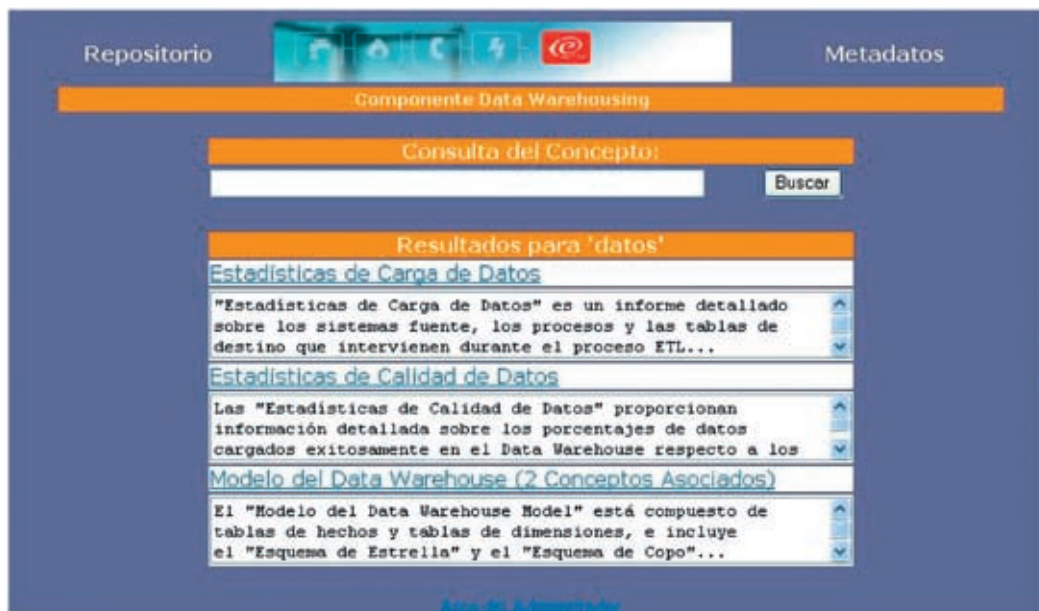 Repositorio
Metadatos
Componente Data Warehousing
Consulta del Concepto:
Buscar
Resultados para 'datos'
Estadísticas de Carga de Datos
"Estadísticas de Carga de Datos" es un informe detallado
sobre los sistemas fuente, los procesos y las tablas de
destino que intervienen durante el proceso ETL...
Estadísticas de Calidad de Datos
Las "Estadísticas de Calidad de Datos" proporcionan
información detallada sobre los porcentajes de datos
cargados exitosamente en el Data Warehouse respecto a los
Modelo del Data Warehouse (2 Conceptos Asociados)
El "Modelo del Data Warehouse Model" está compuesto de
tablas de hechos y tablas de dimensiones, e incluye
el "Esquema de Estrella" y el "Esquema de Copo"...
Area del Administrador